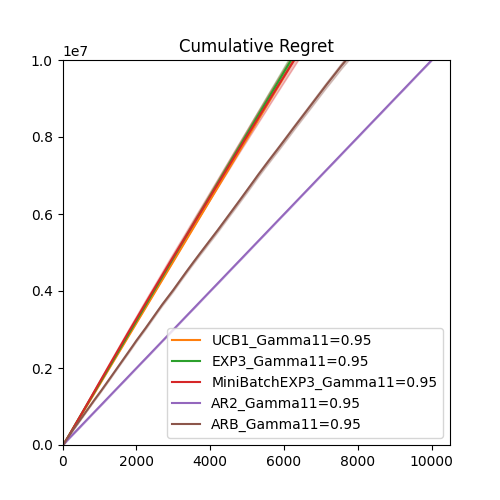 Cumulative Regret
1e7
1.0
0.8
0.6
0.4
0.2
0.0
UCB1_Gamma11=0.95
EXP3_Gamma11=0.95
MiniBatchEXP3_Gamma11=0.95
AR2_Gamma11=0.95
ARB_Gamma11=0.95
0 2000 4000 6000 8000 10000